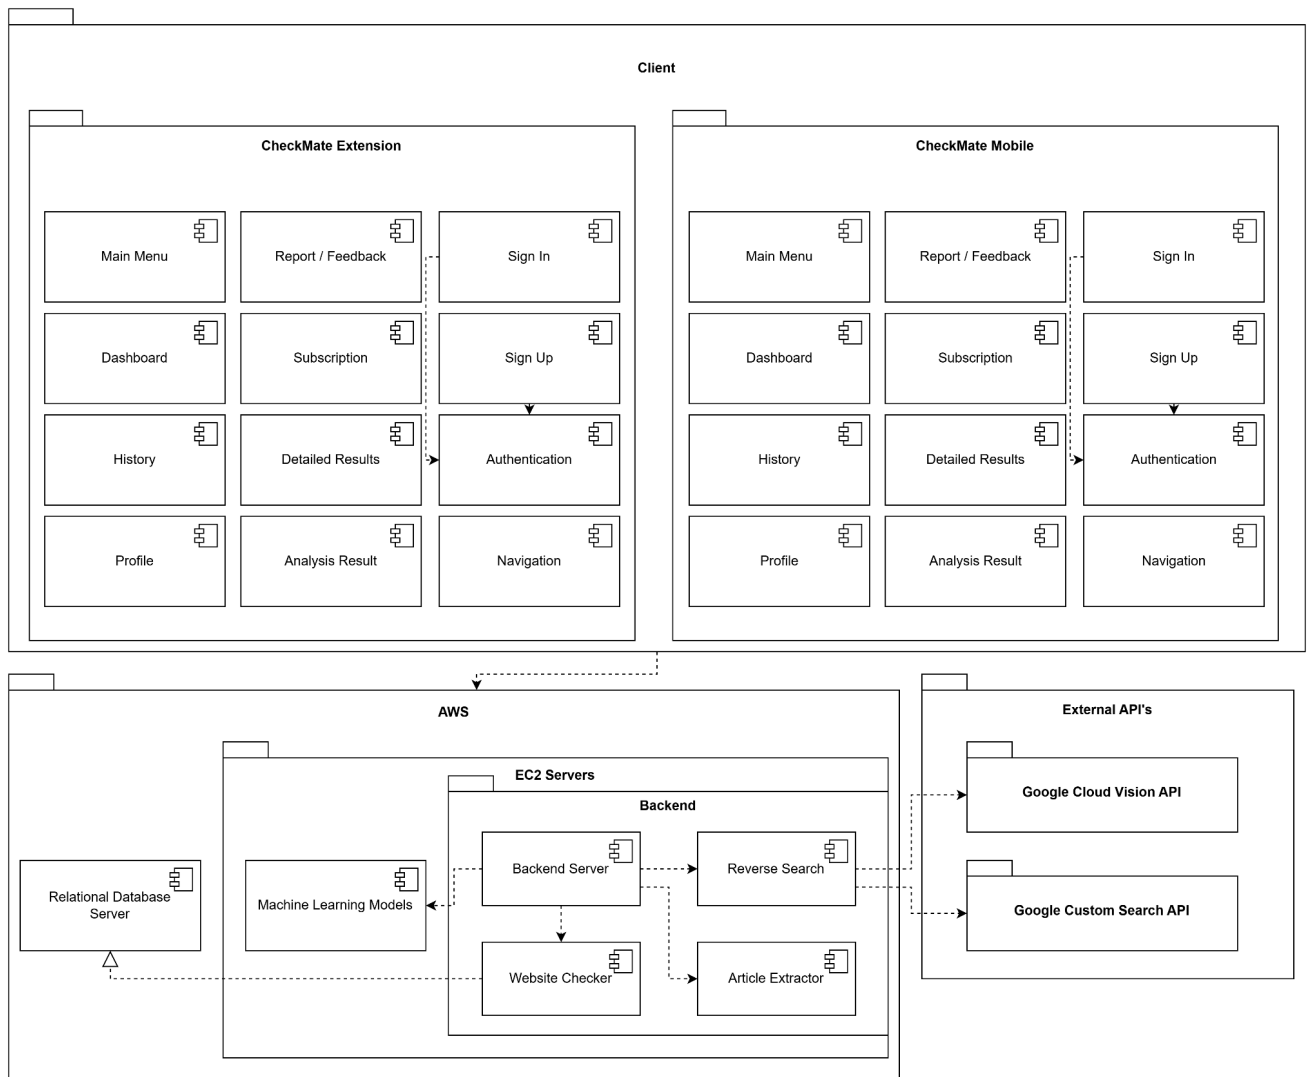 Client
CheckMate Extension
Main Menu
Report / Feedback
Sign In
Dashboard
Subscription
Sign Up
History
Detailed Results
Authentication
Profile
Analysis Result
Navigation
CheckMate Mobile
Main Menu
Report / Feedback
Sign In
Dashboard
Subscription
Sign Up
History
Detailed Results
Authentication
Profile
Analysis Result
Navigation
AWS
Relational Database
Server
EC2 Servers
Machine Learning Models
Backend
Backend Server
Reverse Search
Website Checker
Article Extractor
External API's
Google Cloud Vision API
Google Custom Search API